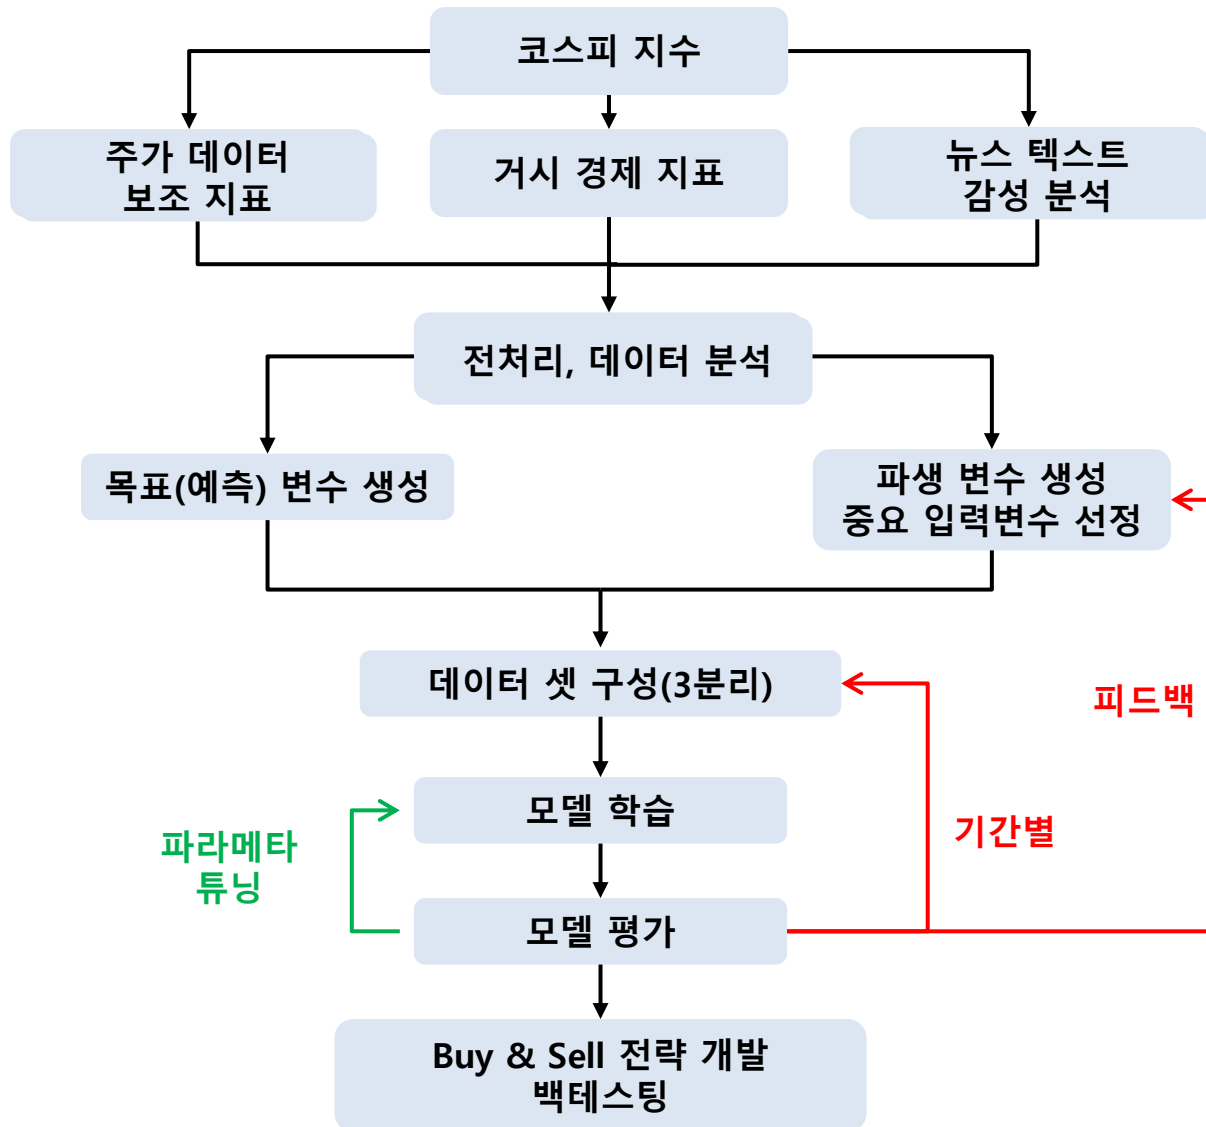 코스피 지수
주가 데이터
보조 지표
거시 경제 지표
뉴스 텍스트
감성 분석
전처리, 데이터 분석
목표(예측) 변수 생성
파생 변수 생성
중요 입력변수 선정
데이터 셋 구성(3분리)
피드백
모델 학습
기간별
파라메타
튜닝
모델 평가
Buy & Sell 전략 개발
백테스팅